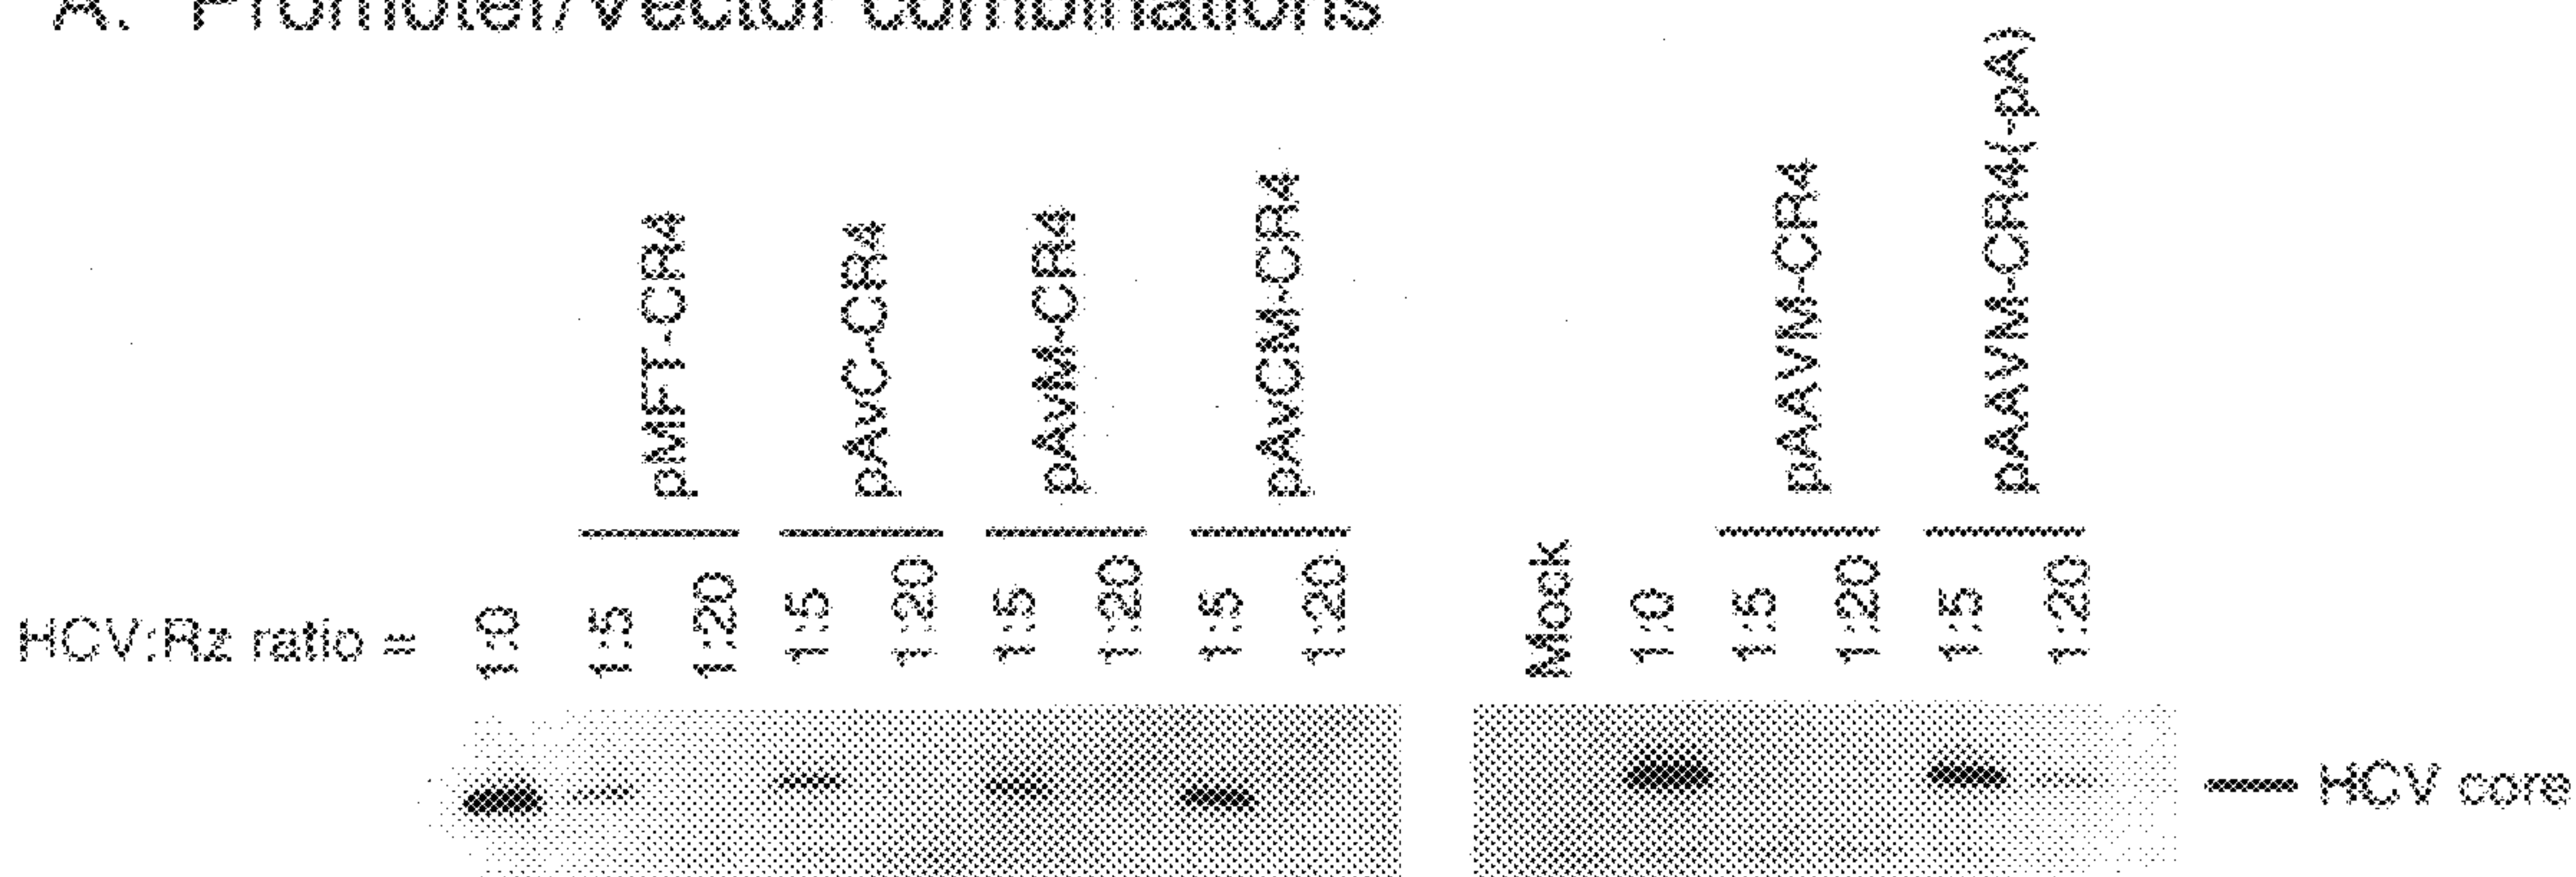 A. Promoter/Vector combinations
pMFT-CR4 pAvC-CR4 pAvM-CR4 pAvCM-CR4 pAAVM-CR4 pAAVM-CR4(-pA)
HCV:Rz ratio = 1:0 1:5 1:20 1:5 1:20 1:5 1:20 1:5 1:20 Mock 1:0 1:5 1:20 1:5 1:20
HCV core